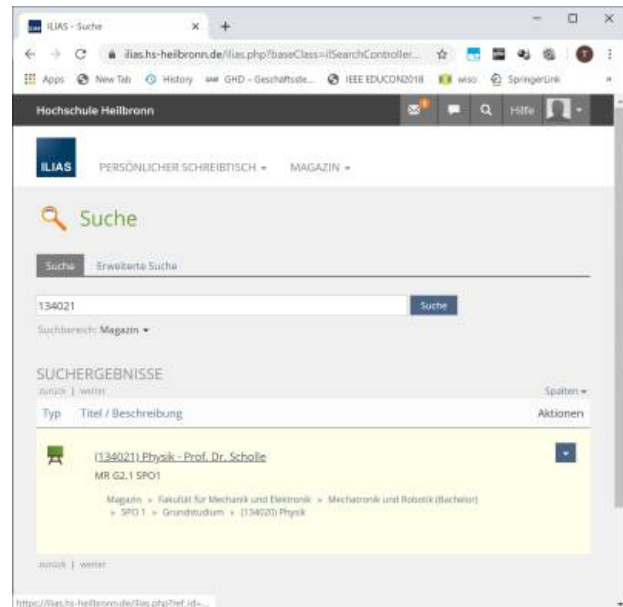 ILIAS - Suche
ilias.hs-heilbronn.de/ilias.php?baseClass=ilSearchController...
Apps New Tab History GHD - Geschäftsste... IEEE EDUCON2018 wiso SpringerLink »
Hochschule Heilbronn Hilfe
ILIAS PERSÖNLICHER SCHREIBTISCH MAGAZIN
Suche
Suche Erweiterte Suche
134021 Suche
Suchbereich: Magazin
SUCHERGEBNISSE
zurück | weiter Spalten
Typ Titel / Beschreibung Aktionen
(134021) Physik - Prof. Dr. Scholle
MR G2.1 SPO1
Magazin » Fakultät für Mechanik und Elektronik » Mechatronik und Robotik (Bachelor)
» SPO 1 » Grundstudium » (134020) Physik
zurück | weiter
https://ilias.hs-heilbronn.de/ilias.php?ref_id=...